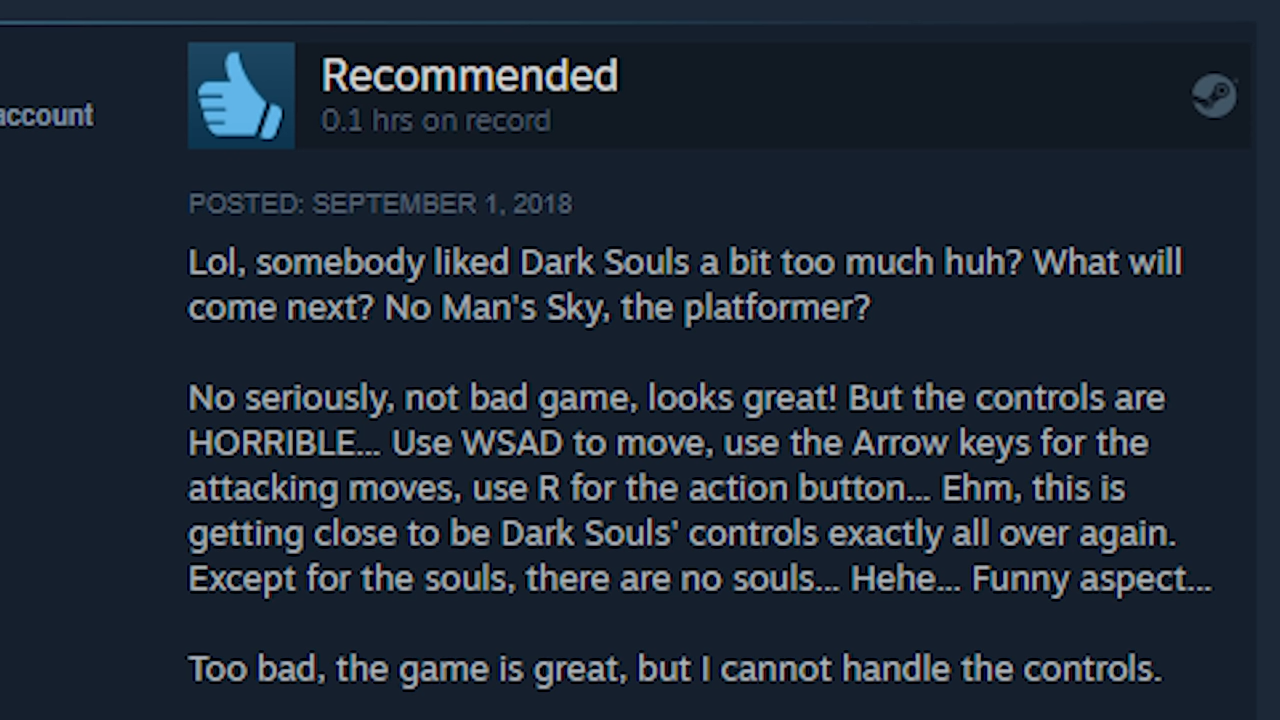 Recommended
0.1 hrs on record
account
POSTED: SEPTEMBER 1, 2018
Lol, somebody liked Dark Souls a bit too much huh? What will
come next? No Man's Sky, the platformer?
No seriously, not bad game, looks great! But the controls are
HORRIBLE... Use WSAD to move, use the Arrow keys for the
attacking moves, use R for the action button... Ehm, this is
getting close to be Dark Souls' controls exactly all over again.
Except for the souls, there are no souls... Hehe... Funny aspect...
Too bad, the game is great, but I cannot handle the controls.